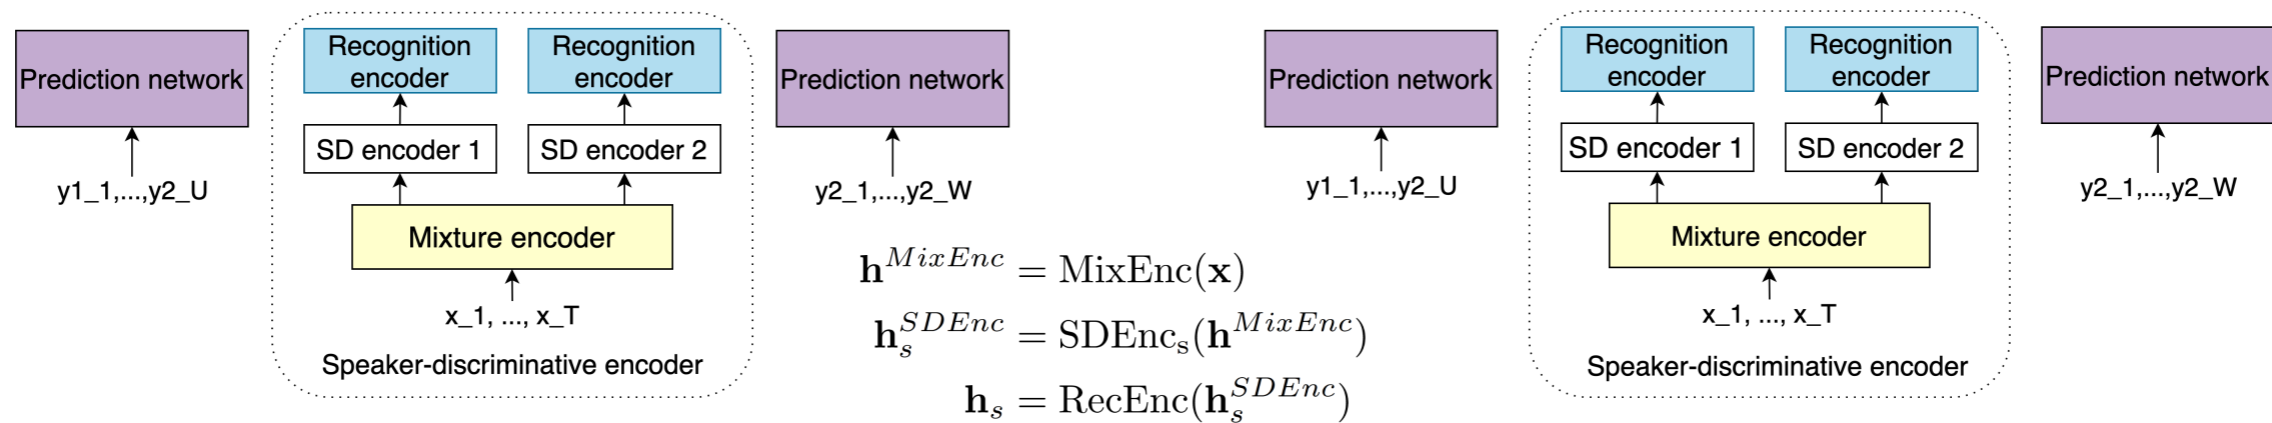 Prediction network
y1_1,...,y2_U
Recognition encoder
Recognition encoder
SD encoder 1
SD encoder 2
Mixture encoder
x_1, ..., x_T
Speaker-discriminative encoder
Prediction network
y2_1,...,y2_W
h^{MixEnc} = MixEnc(x)
h_s^{SDEnc} = SDEnc_s(h^{MixEnc})
h_s = RecEnc(h_s^{SDEnc})
Prediction network
y1_1,...,y2_U
Recognition encoder
Recognition encoder
SD encoder 1
SD encoder 2
Mixture encoder
x_1, ..., x_T
Speaker-discriminative encoder
Prediction network
y2_1,...,y2_W